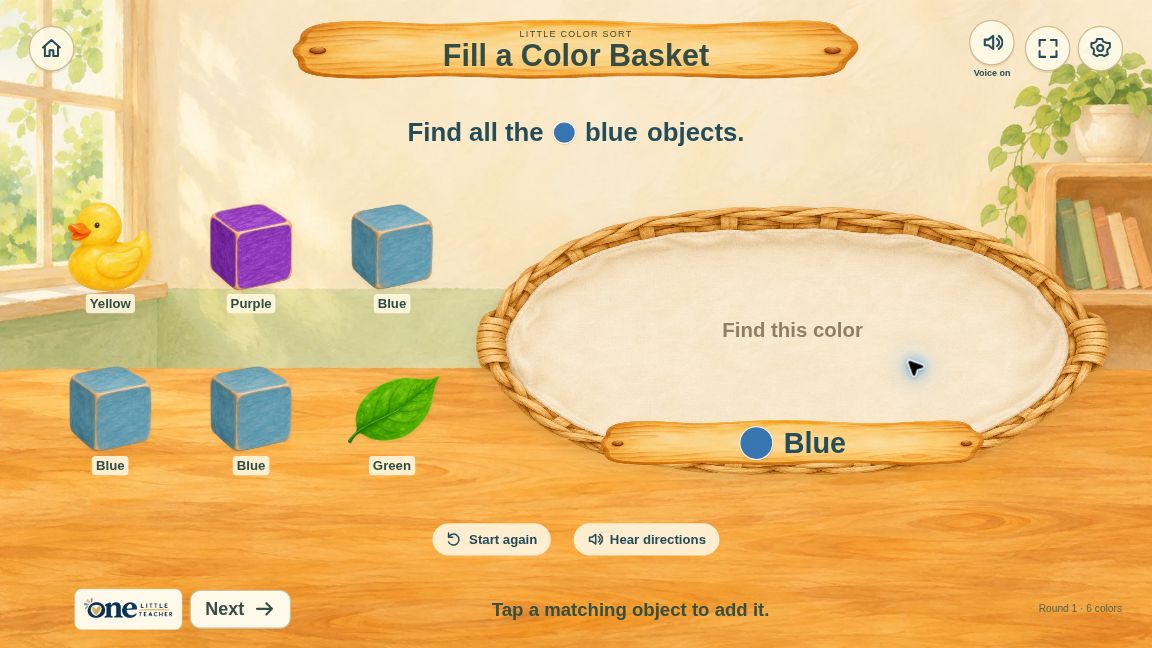 LITTLE COLOR SORT
Fill a Color Basket
Voice on
Find all the blue objects.
Yellow
Purple
Blue
Find this color
Blue
Blue
Green
Blue
Start again
Hear directions
one LITTLE TEACHER
Next
Tap a matching object to add it.
Round 1 · 6 colors